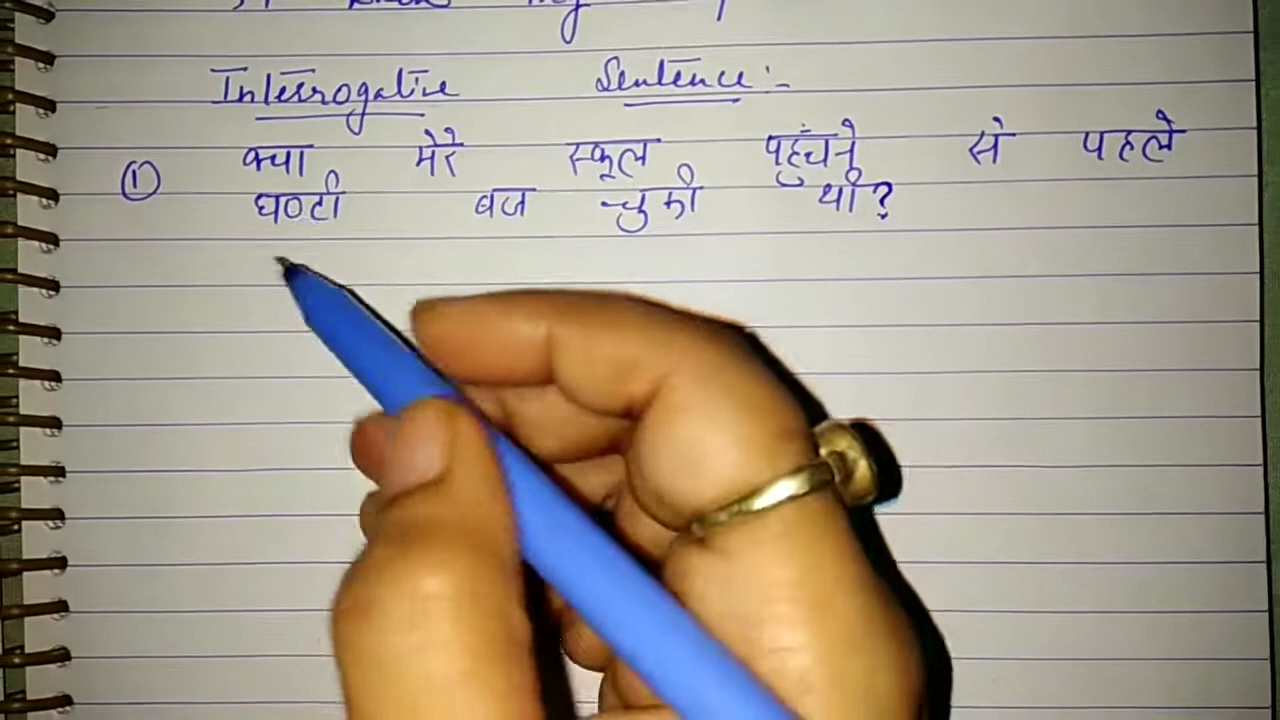 Interrogative Sentence :-
① क्या मेरे स्कूल पहुंचने से पहले
घण्टी बज चुकी थी?